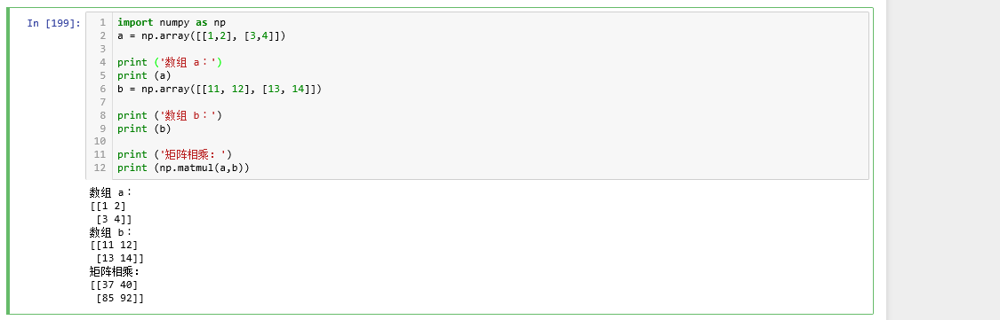 In [199]:
1 import numpy as np
2 a = np.array([[1,2], [3,4]])
3
4 print ('数组 a：')
5 print (a)
6 b = np.array([[11, 12], [13, 14]])
7
8 print ('数组 b：')
9 print (b)
10
11 print ('矩阵相乘：')
12 print (np.matmul(a,b))
数组 a：
[[1 2]
 [3 4]]
数组 b：
[[11 12]
 [13 14]]
矩阵相乘：
[[37 40]
 [85 92]]